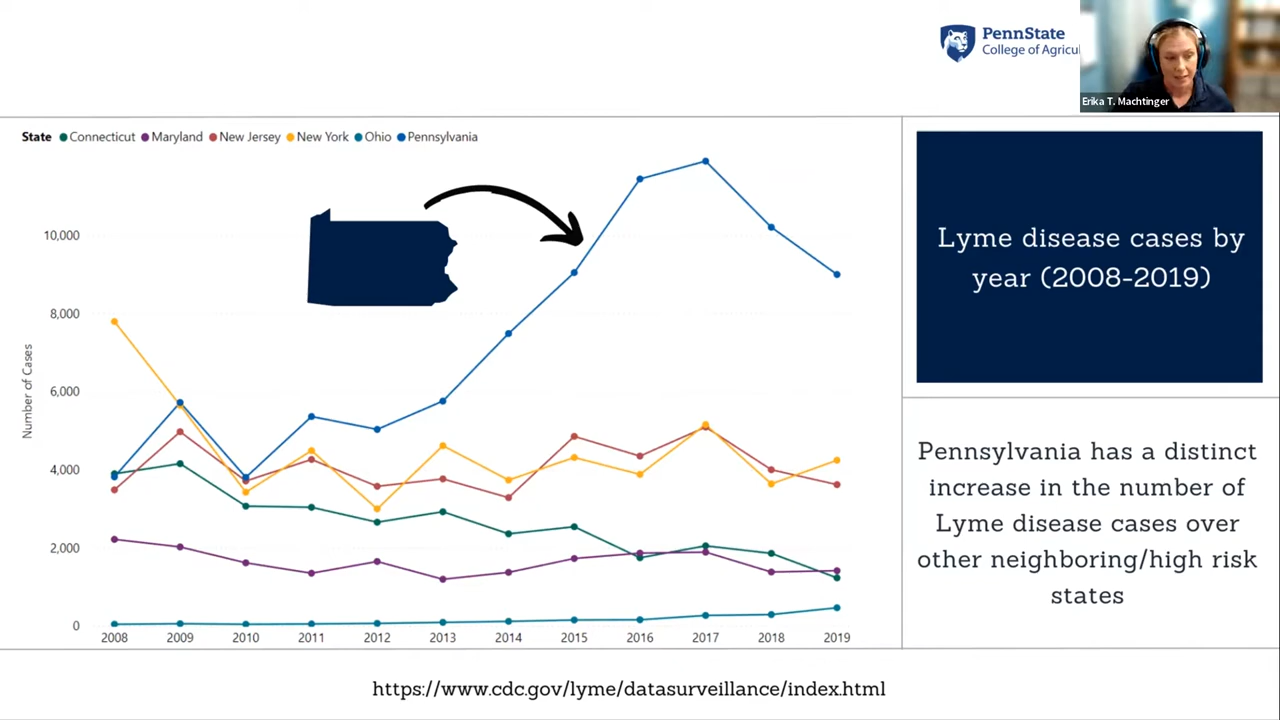 PennState
College of Agricul
Erika T. Machtinger
State Connecticut Maryland New Jersey New York Ohio Pennsylvania
Number of Cases
10,000
8,000
6,000
4,000
2,000
0
2008 2009 2010 2011 2012 2013 2014 2015 2016 2017 2018 2019
Lyme disease cases by
year (2008-2019)
Pennsylvania has a distinct
increase in the number of
Lyme disease cases over
other neighboring/high risk
states
https://www.cdc.gov/lyme/datasurveillance/index.html